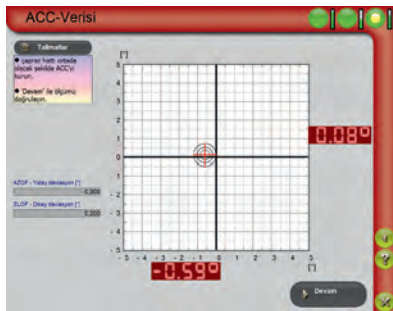 ACC-Verisi
Talimatlar
● çapraz hattı ortada
olacak şekilde ACC'yi
kurun.
● 'Devam' ile ölçümü
doğrulayın.
[°]
5
4
3
2
1
0
-1
-2
-3
-4
-5
-5 -4 -3 -2 -1 0 1 2 3 4 5
[°]
0.08°
-0.59°
AZOF - Yatay deviasyon [°]
0,300
ELOF - Dikey deviasyon [°]
0,200
Devam
?